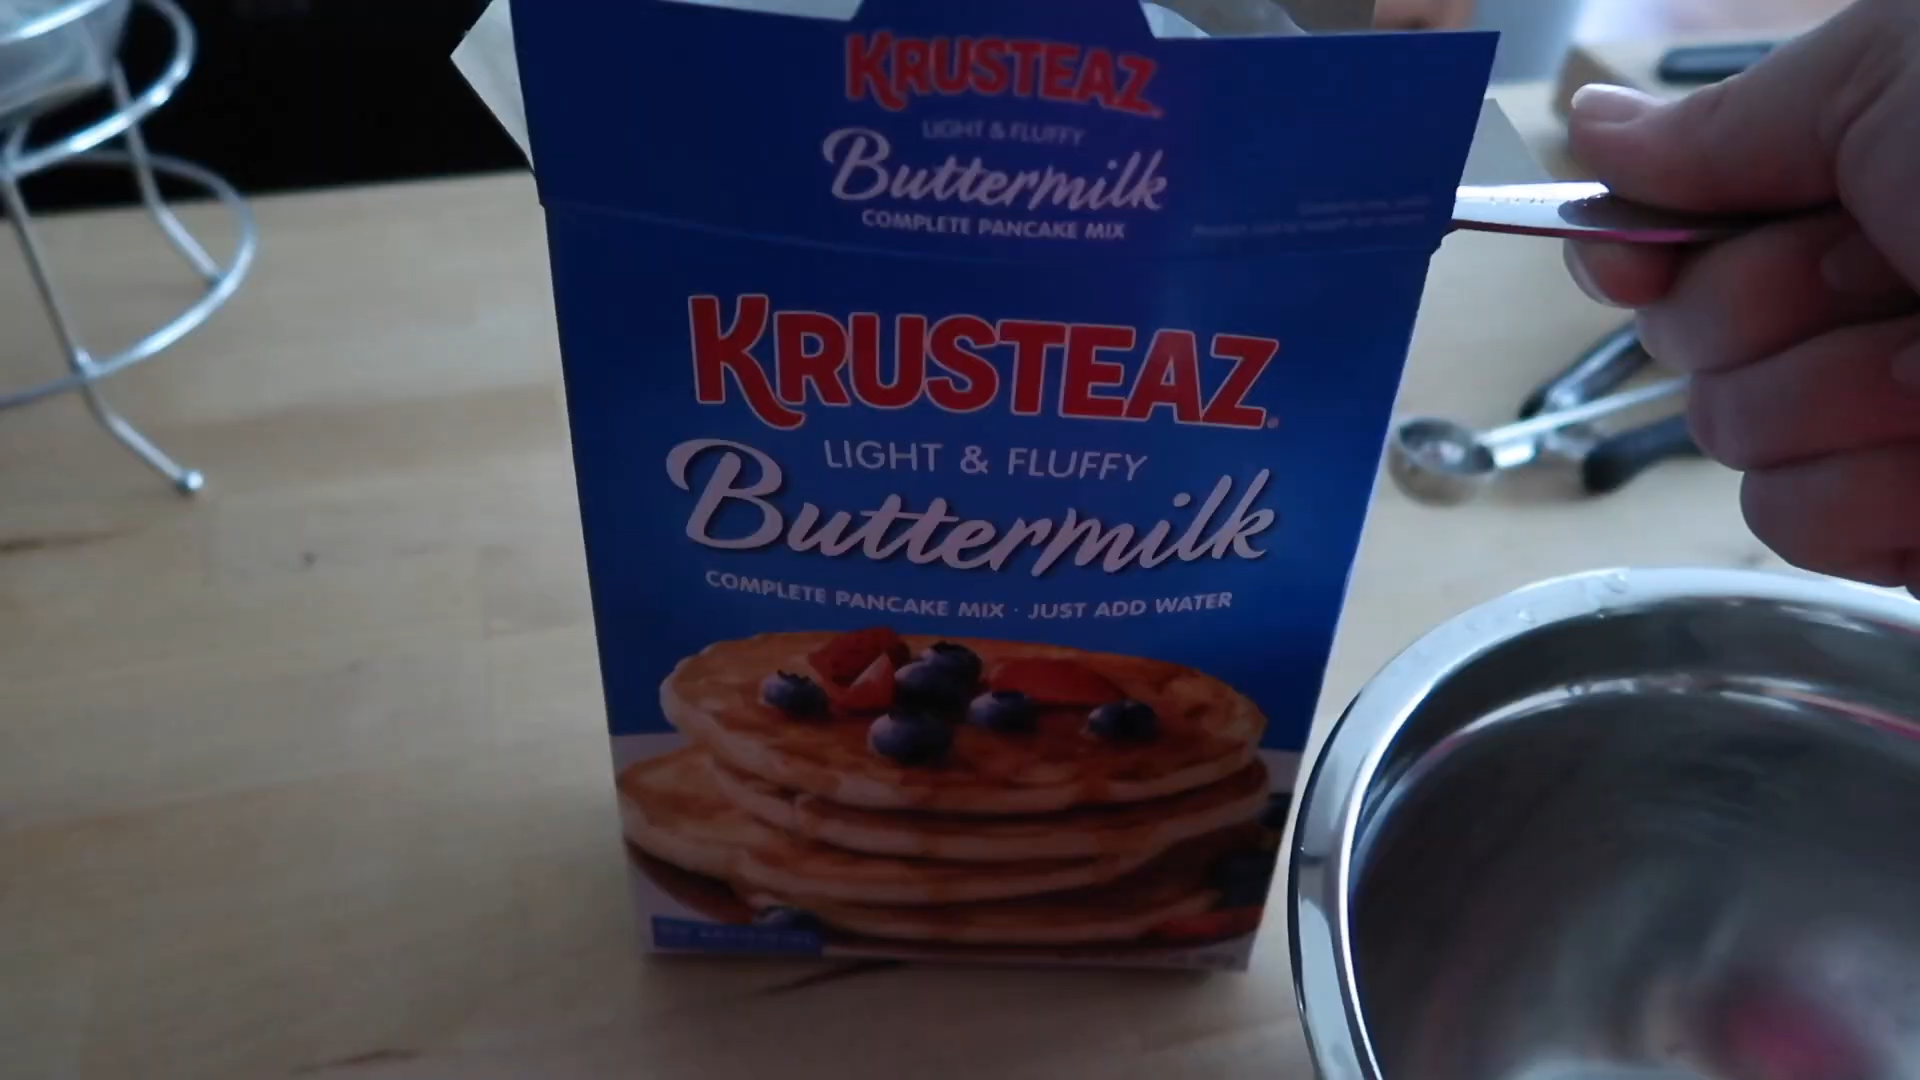 KRUSTEAZ
LIGHT & FLUFFY
Buttermilk
COMPLETE PANCAKE MIX
KRUSTEAZ
LIGHT & FLUFFY
Buttermilk
COMPLETE PANCAKE MIX · JUST ADD WATER